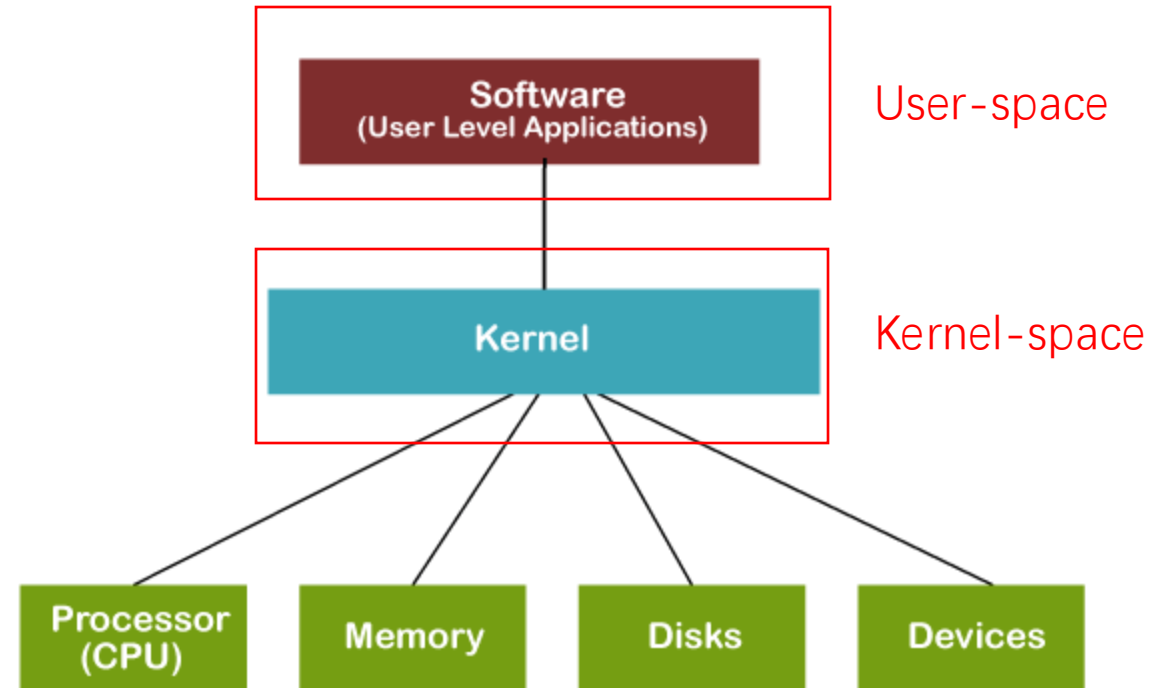 Software
(User Level Applications)
User-space
Kernel
Kernel-space
Processor
(CPU)
Memory
Disks
Devices